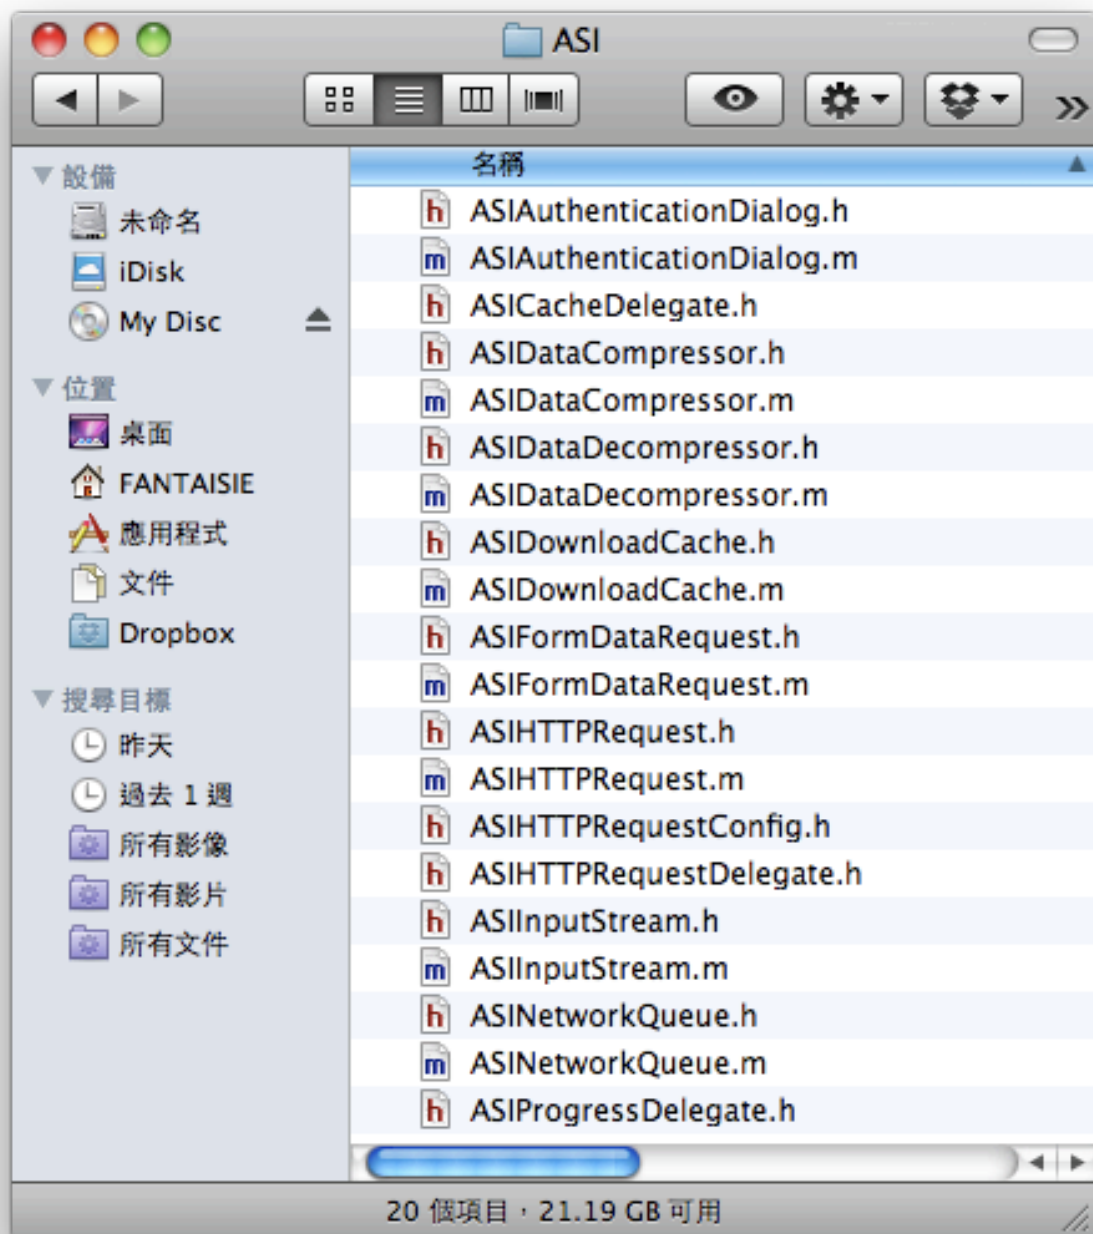 ASI
設備
未命名
iDisk
My Disc
位置
桌面
FANTAISIE
應用程式
文件
Dropbox
搜尋目標
昨天
過去 1 週
所有影像
所有影片
所有文件
名稱
ASIAuthenticationDialog.h
ASIAuthenticationDialog.m
ASICacheDelegate.h
ASIDataCompressor.h
ASIDataCompressor.m
ASIDataDecompressor.h
ASIDataDecompressor.m
ASIDownloadCache.h
ASIDownloadCache.m
ASIFormDataRequest.h
ASIFormDataRequest.m
ASIHTTPRequest.h
ASIHTTPRequest.m
ASIHTTPRequestConfig.h
ASIHTTPRequestDelegate.h
ASIInputStream.h
ASIInputStream.m
ASINetworkQueue.h
ASINetworkQueue.m
ASIProgressDelegate.h
20 個項目，21.19 GB 可用